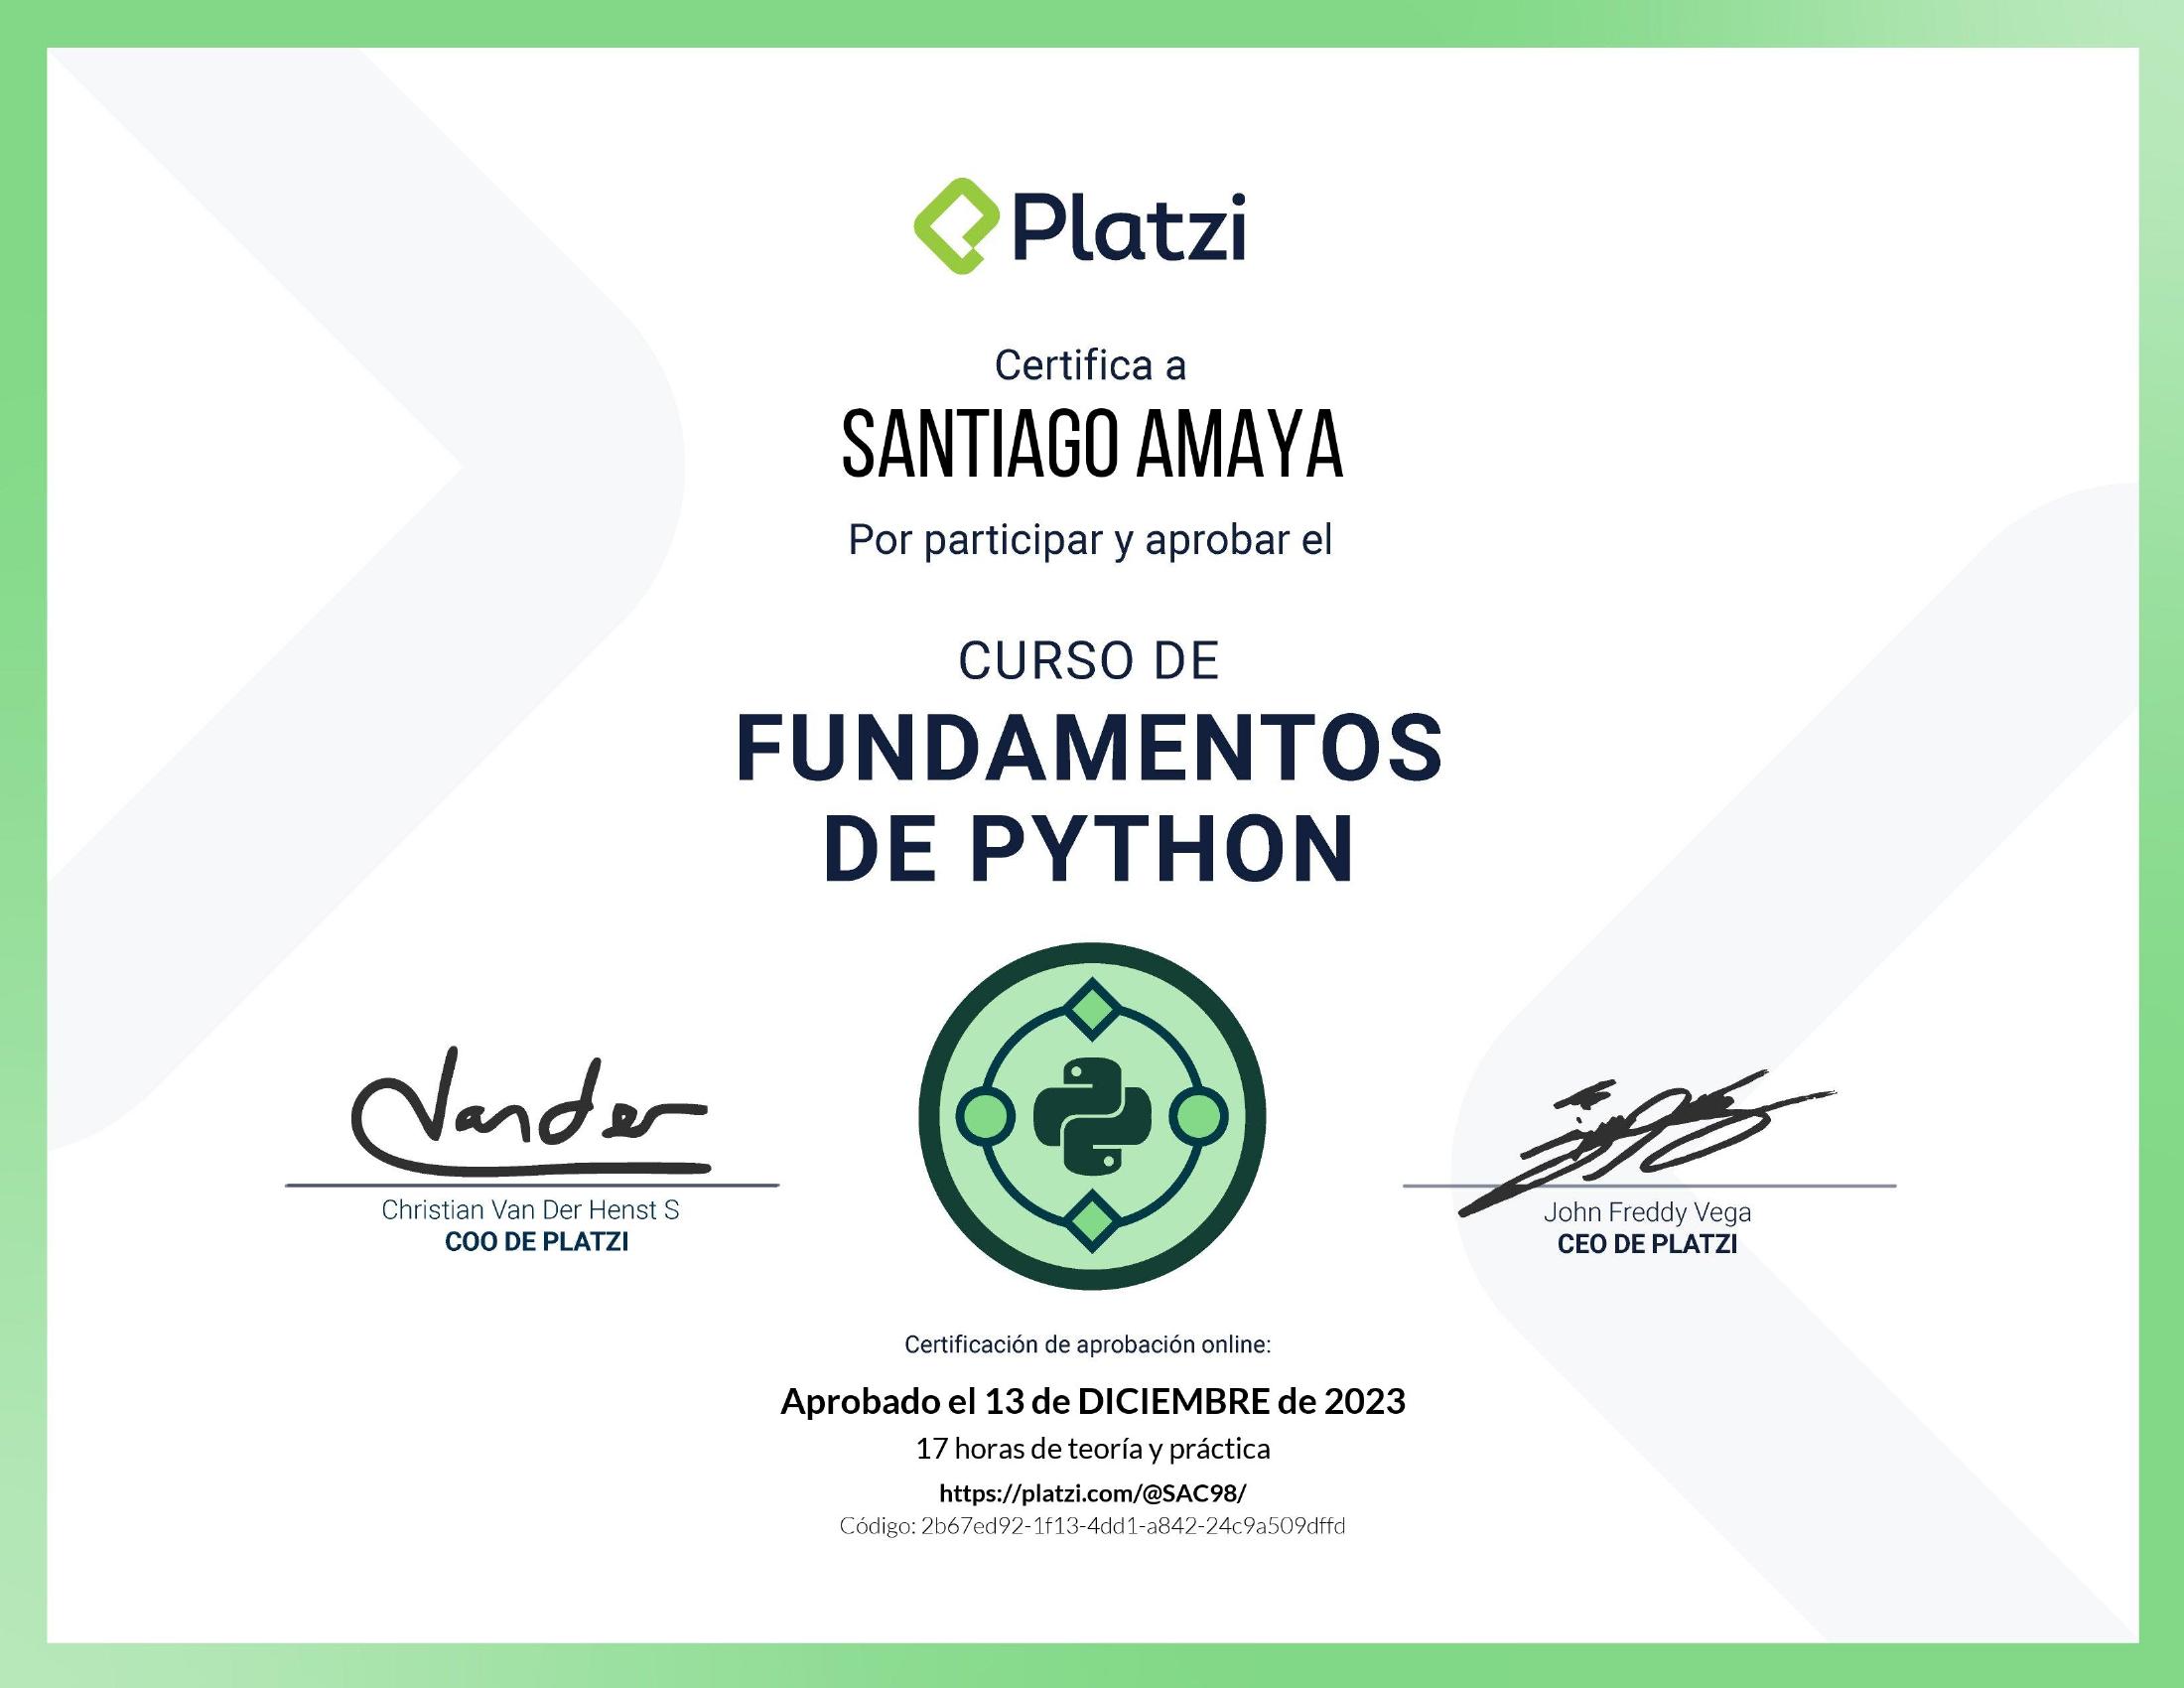 Platzi
Certifica a
SANTIAGO AMAYA
Por participar y aprobar el
CURSO DE
FUNDAMENTOS
DE PYTHON
Vander
Christian Van Der Henst S
COO DE PLATZI
John Freddy Vega
CEO DE PLATZI
Certificación de aprobación online:
Aprobado el 13 de DICIEMBRE de 2023
17 horas de teoría y práctica
https://platzi.com/@SAC98/
Código: 2b67ed92-1f13-4dd1-a842-24c9a509dffd